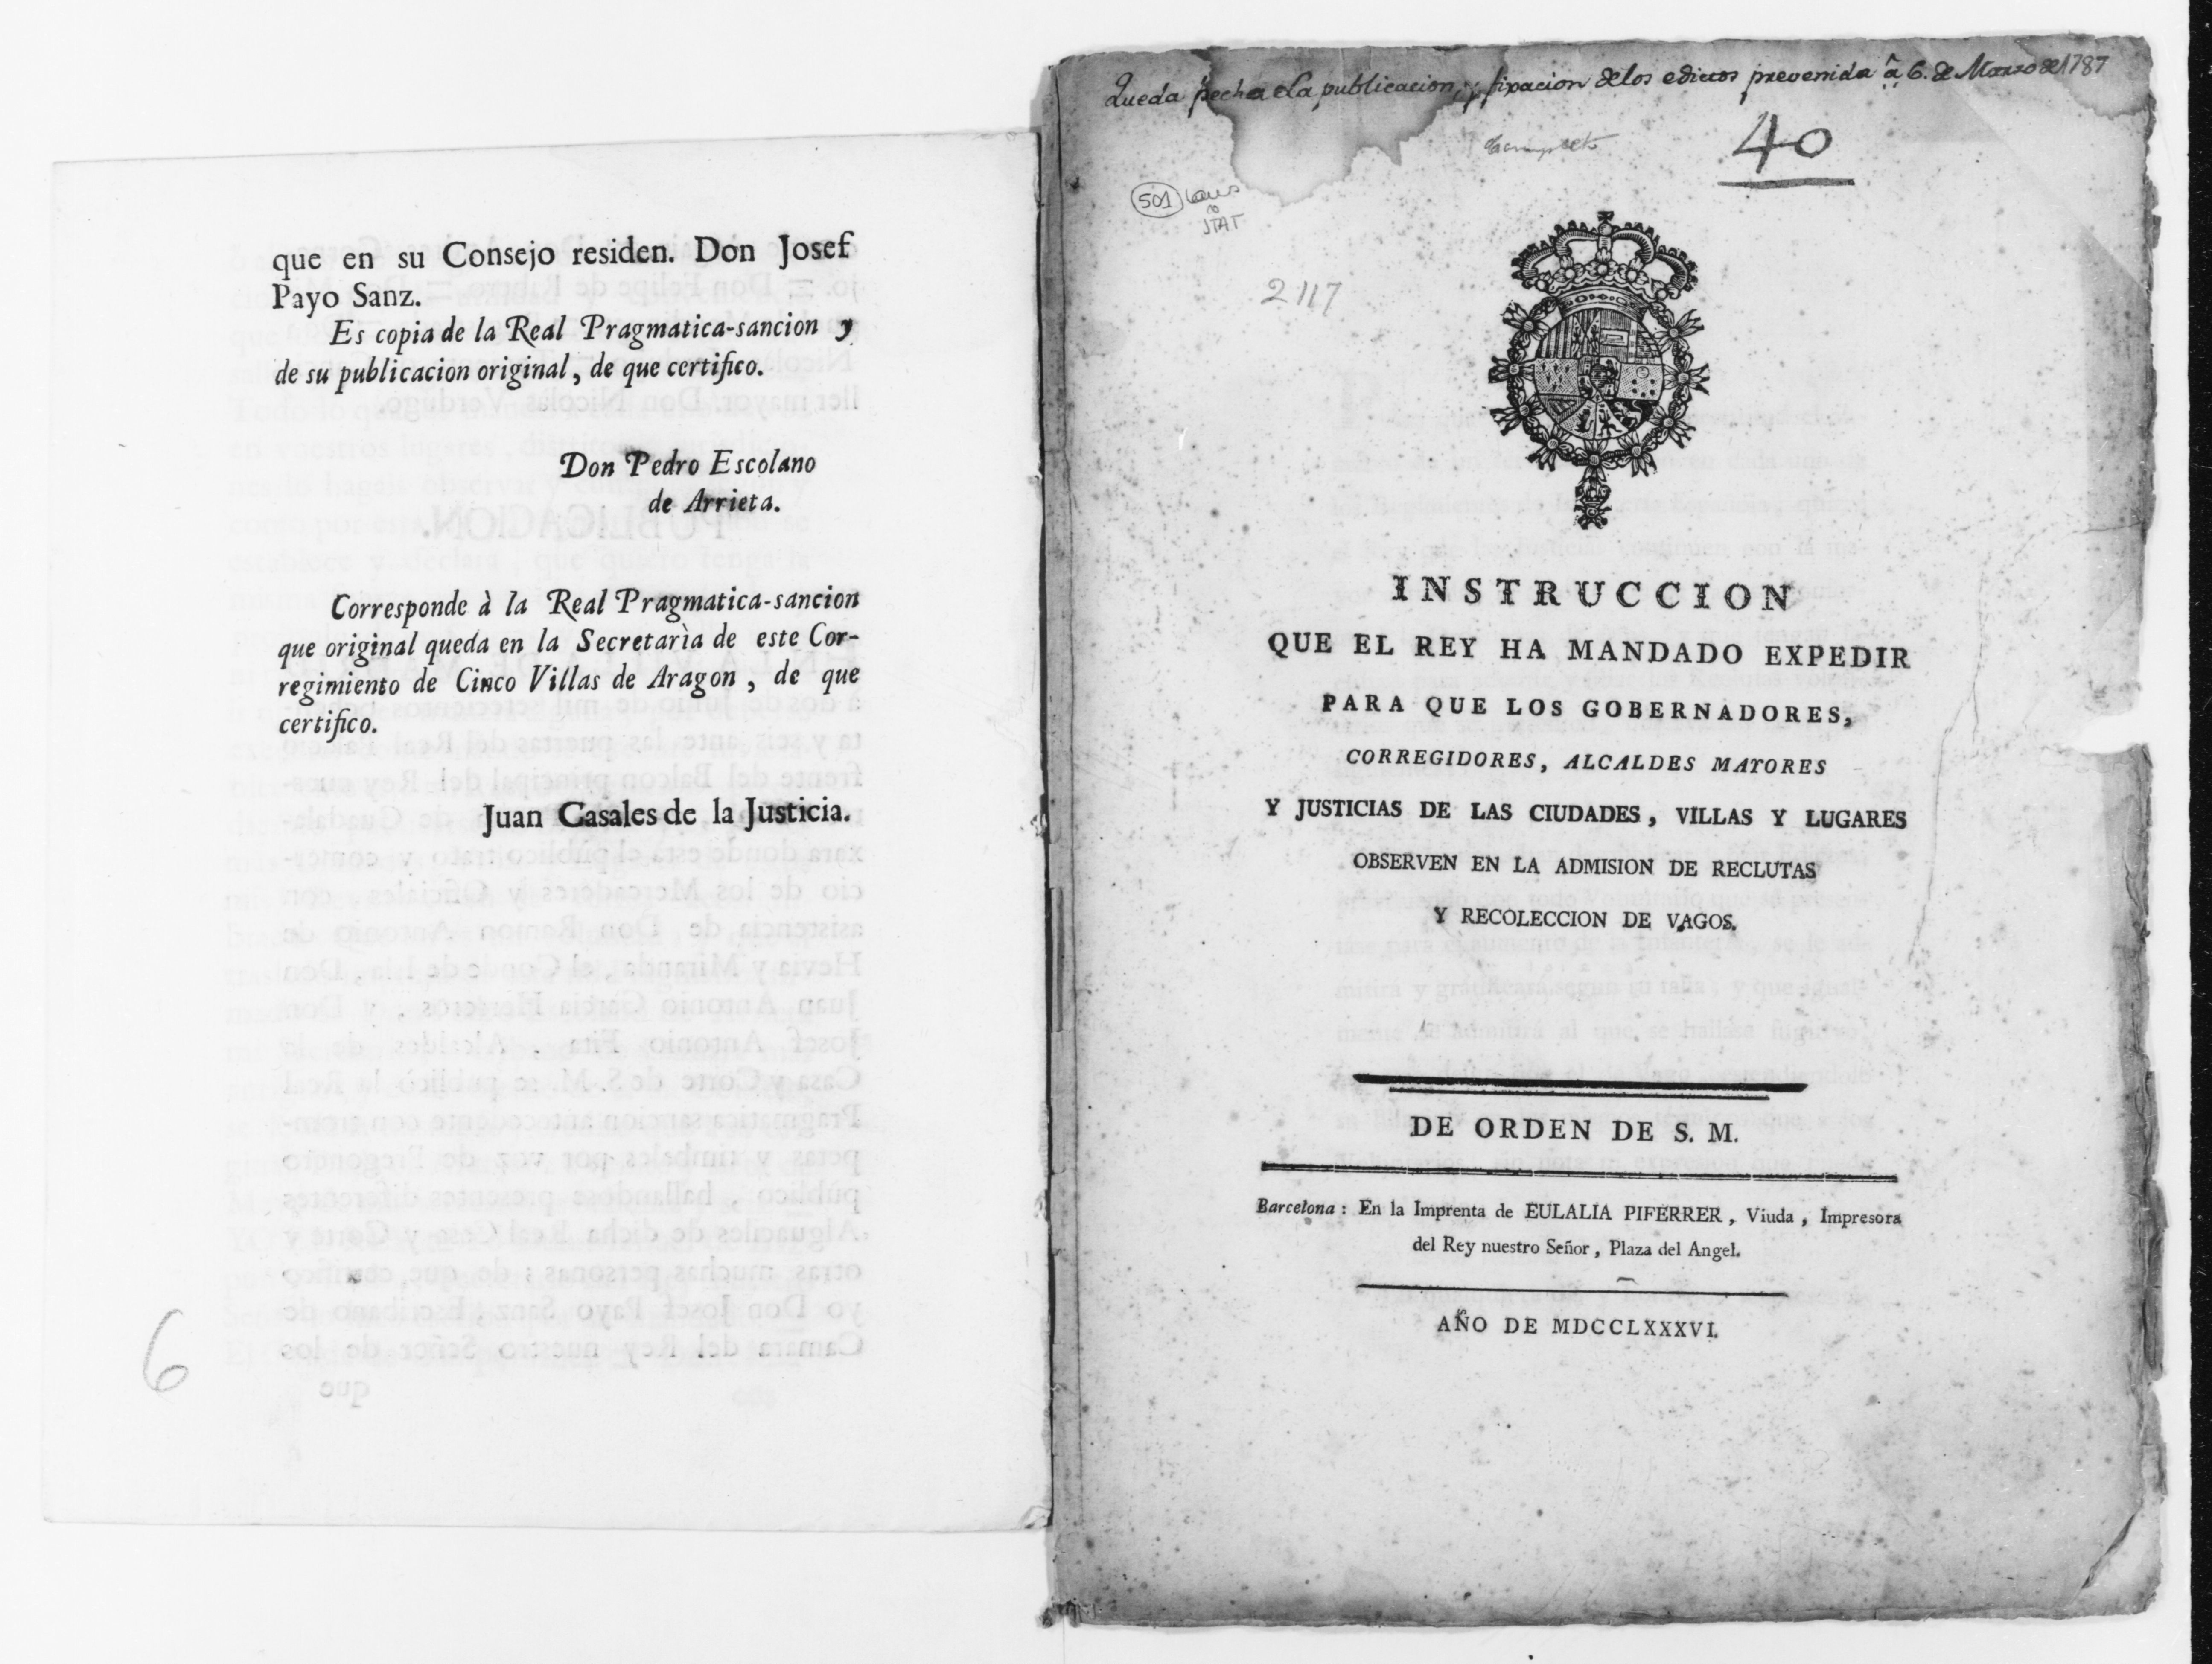 que en su Consejo residen. Don Josef
Payo Sanz.
Es copia de la Real Pragmatica-sancion y
de su publicacion original, de que certifico.
Don Pedro Escolano
de Arrieta.
Corresponde à la Real Pragmatica-sancion
que original queda en la Secretarìa de este Cor-
regimiento de Cinco Villas de Aragon, de que
certifico.
Juan Casales de la Justicia.
6
Queda fecha la publicacion, y fixacion de los edictos prevenida â 6. de Marzo de 1787
Completo
40
501
STAT
2117
INSTRUCCION
QUE EL REY HA MANDADO EXPEDIR
PARA QUE LOS GOBERNADORES,
CORREGIDORES, ALCALDES MAYORES
Y JUSTICIAS DE LAS CIUDADES, VILLAS Y LUGARES
OBSERVEN EN LA ADMISION DE RECLUTAS
Y RECOLECCION DE VAGOS.
DE ORDEN DE S. M.
Barcelona: En la Imprenta de EULALIA PIFERRER, Viuda, Impresora
del Rey nuestro Señor, Plaza del Angel.
AÑO DE MDCCLXXXVI.